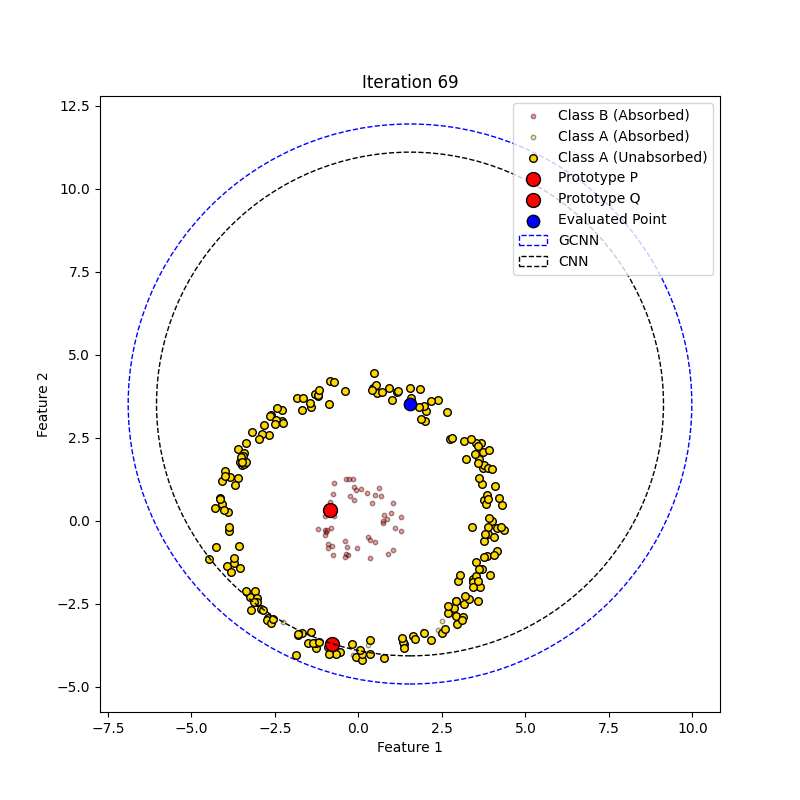 Iteration 69
12.5
10.0
7.5
5.0
2.5
0.0
−2.5
−5.0
Feature 2
Class B (Absorbed)
Class A (Absorbed)
Class A (Unabsorbed)
Prototype P
Prototype Q
Evaluated Point
GCNN
CNN
−7.5 −5.0 −2.5 0.0 2.5 5.0 7.5 10.0
Feature 1